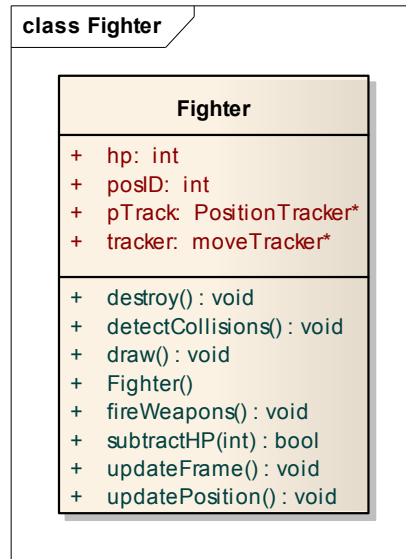 class Fighter
Fighter
+ hp: int
+ posID: int
+ pTrack: PositionTracker*
+ tracker: moveTracker*
+ destroy() : void
+ detectCollisions() : void
+ draw() : void
+ Fighter()
+ fireWeapons() : void
+ subtractHP(int) : bool
+ updateFrame() : void
+ updatePosition() : void